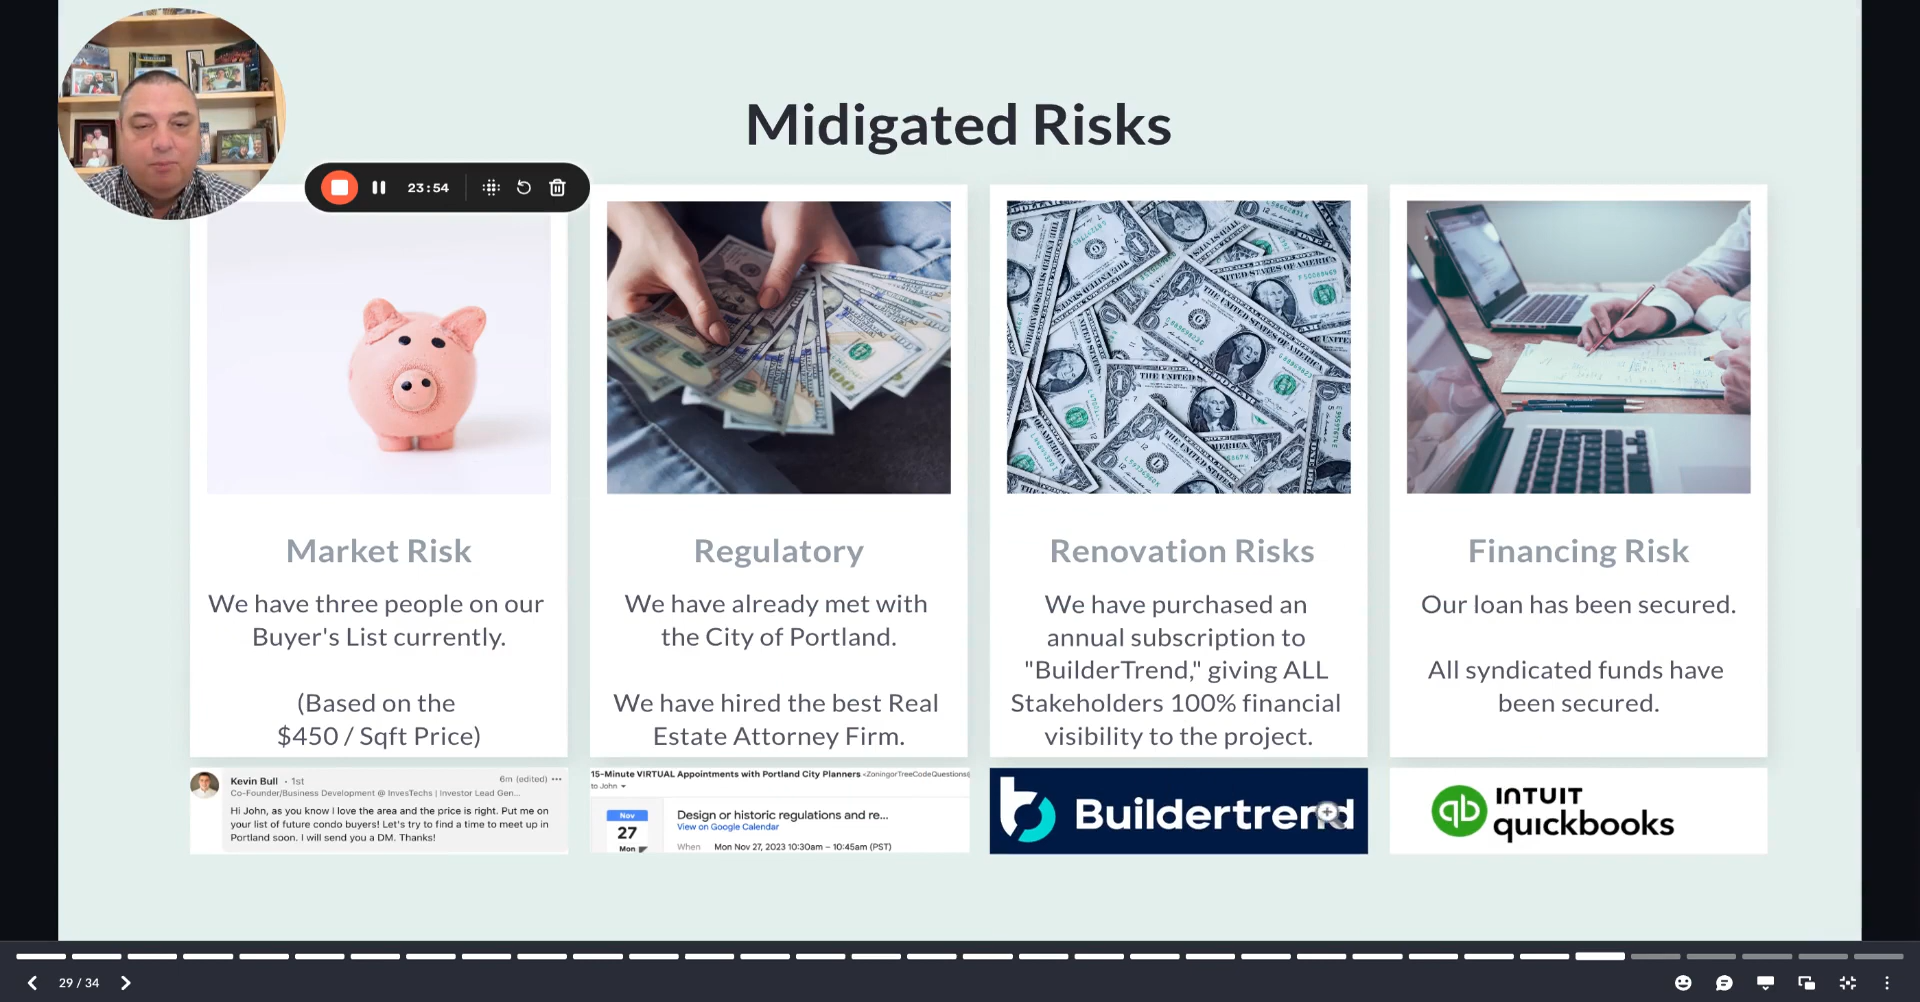 Midigated Risks
23:54
Market Risk
We have three people on our
Buyer's List currently.
(Based on the
$450 / Sqft Price)
Regulatory
We have already met with
the City of Portland.
We have hired the best Real
Estate Attorney Firm.
Renovation Risks
We have purchased an
annual subscription to
"BuilderTrend," giving ALL
Stakeholders 100% financial
visibility to the project.
Financing Risk
Our loan has been secured.
All syndicated funds have
been secured.
Kevin Bull • 1st
6m (edited) •••
Co-Founder/Business Development @ InvesTechs | Investor Lead Gen...
Hi John, as you know I love the area and the price is right. Put me on
your list of future condo buyers! Let's try to find a time to meet up in
Portland soon. I will send you a DM. Thanks!
15-Minute VIRTUAL Appointments with Portland City Planners <ZoningorTreeCodeQuestions@
to John
Nov
27
Mon
Design or historic regulations and re...
View on Google Calendar
When Mon Nov 27, 2023 10:30am – 10:45am (PST)
Buildertrend
qb
INTUIT
quickbooks
29 / 34